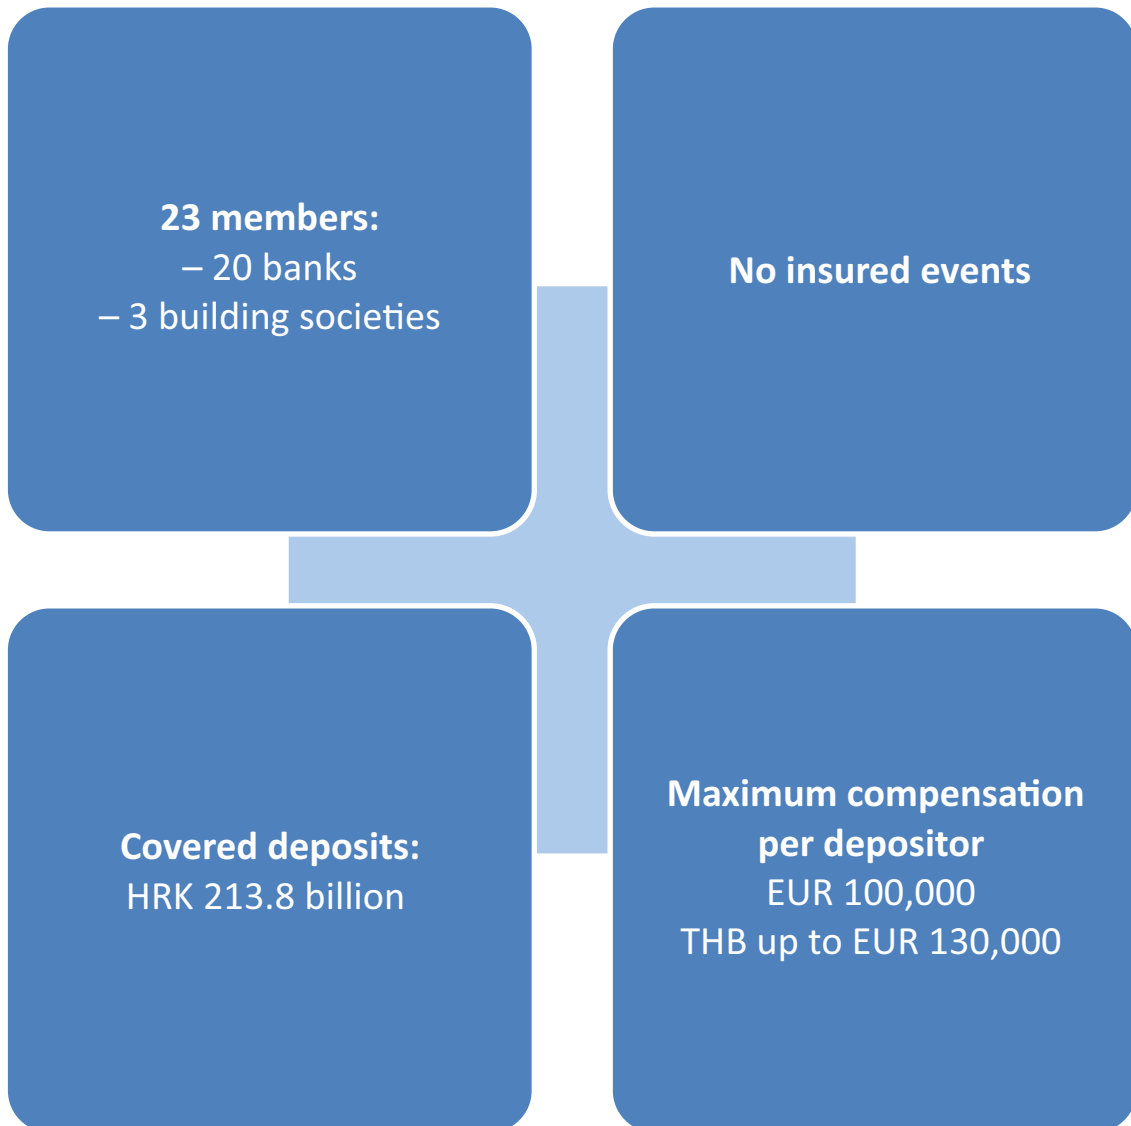 23 members:
– 20 banks
– 3 building societies
No insured events
Covered deposits:
HRK 213.8 billion
Maximum compensation
per depositor
EUR 100,000
THB up to EUR 130,000